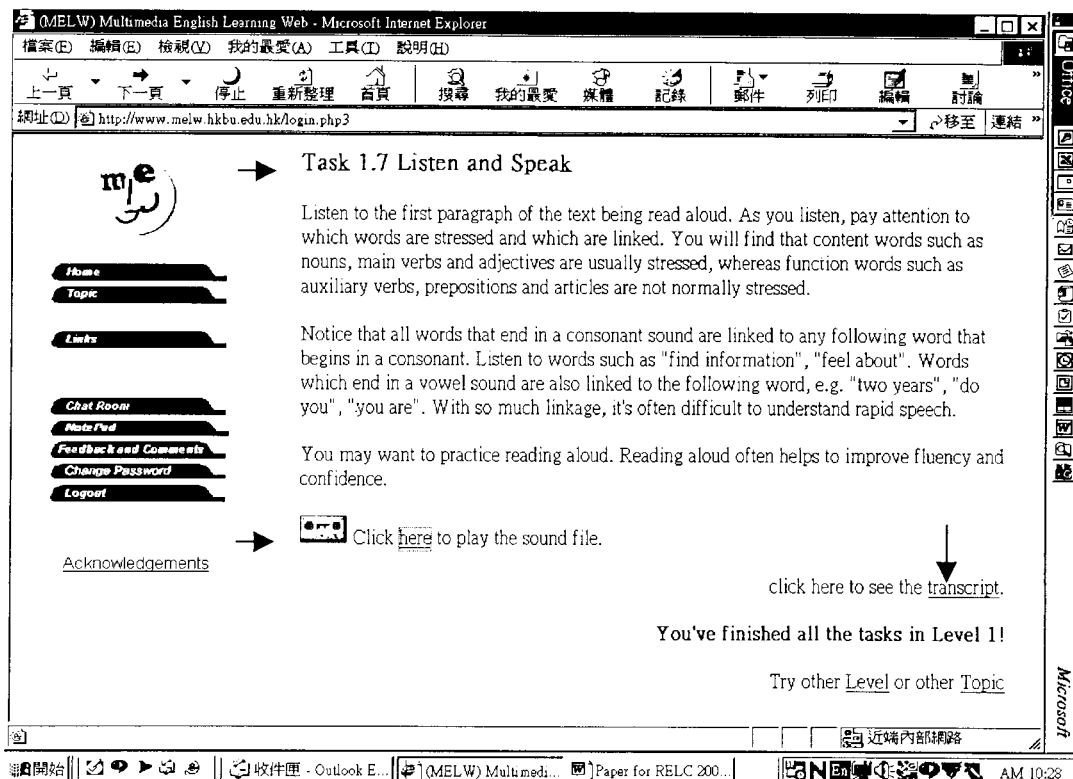 (MELW) Multimedia English Learning Web - Microsoft Internet Explorer
檔案(F) 編輯(E) 檢視(V) 我的最愛(A) 工具(T) 說明(H)
上一頁 下一頁 停止 重新整理 首頁 搜尋 我的最愛 媒體 記錄 郵件 列印 編輯 討論 »
網址(D) http://www.melw.hkbu.edu.hk/login.php3 移至 連結 »
Office
me
Task 1.7 Listen and Speak
Listen to the first paragraph of the text being read aloud. As you listen, pay attention to
which words are stressed and which are linked. You will find that content words such as
nouns, main verbs and adjectives are usually stressed, whereas function words such as
auxiliary verbs, prepositions and articles are not normally stressed.
Home
Topic
Links
Notice that all words that end in a consonant sound are linked to any following word that
begins in a consonant. Listen to words such as "find information", "feel about". Words
which end in a vowel sound are also linked to the following word, e.g. "two years", "do
you", "you are". With so much linkage, it's often difficult to understand rapid speech.
Chat Room
Note Pad
Feedback and Comments
Change Password
Logout
You may want to practice reading aloud. Reading aloud often helps to improve fluency and
confidence.
Click here to play the sound file.
Acknowledgements
click here to see the transcript.
You've finished all the tasks in Level 1!
Try other Level or other Topic
Microsoft
近端內部網路
開始 收件匣 - Outlook E... (MELW) Multimedi... Paper for RELC 200... AM 10:28